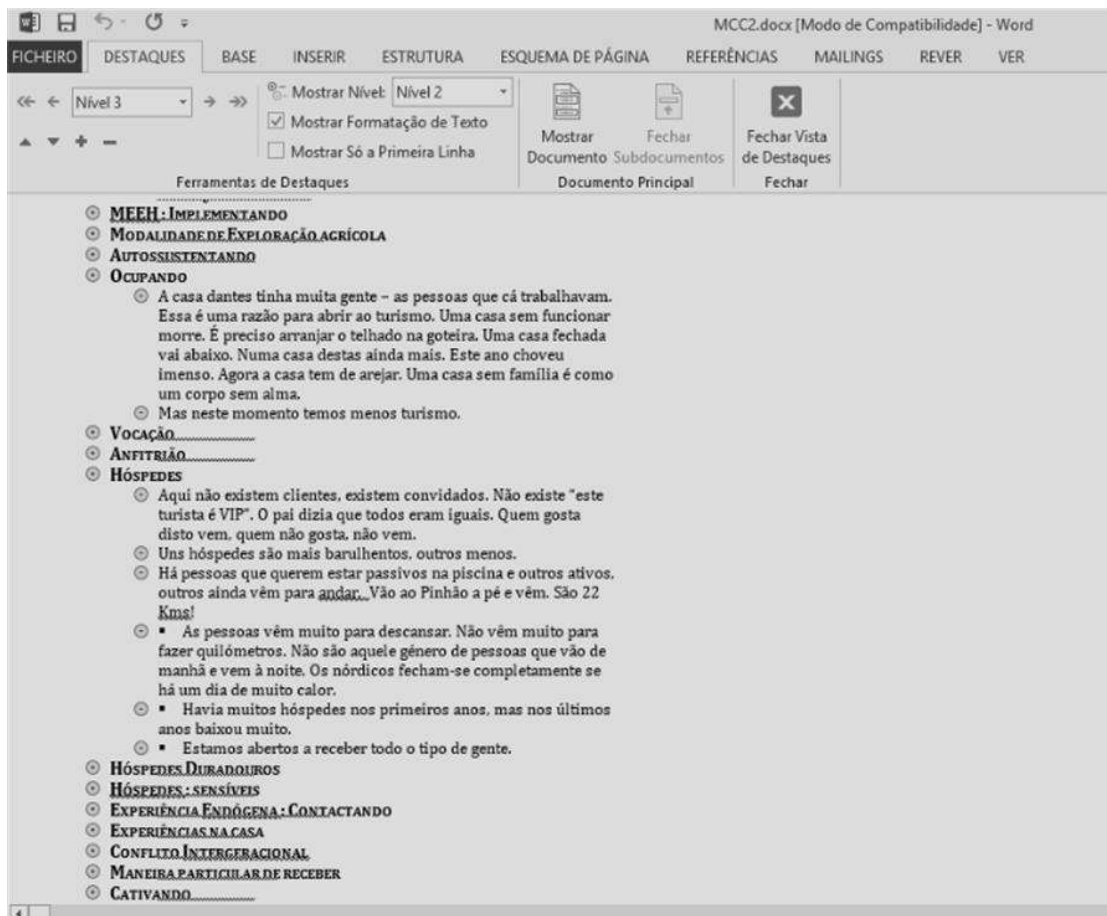 MCC2.docx [Modo de Compatibilidade] - Word
FICHEIRO DESTAQUES BASE INSERIR ESTRUTURA ESQUEMA DE PÁGINA REFERÊNCIAS MAILINGS REVER VER
Nível 3
Mostrar Nível: Nível 2
Mostrar Formatação de Texto
Mostrar Só a Primeira Linha
Ferramentas de Destaques
Mostrar Documento
Fechar Subdocumentos
Documento Principal
Fechar Vista de Destaques
Fechar
MEEH : IMPLEMENTANDO
MODALIDADE DE EXPLORAÇÃO AGRÍCOLA
AUTOSSUSTENTANDO
OCUPANDO
A casa dantes tinha muita gente – as pessoas que cá trabalhavam.
Essa é uma razão para abrir ao turismo. Uma casa sem funcionar
morre. É preciso arranjar o telhado na goteira. Uma casa fechada
vai abaixo. Numa casa destas ainda mais. Este ano choveu
imenso. Agora a casa tem de arejar. Uma casa sem família é como
um corpo sem alma.
Mas neste momento temos menos turismo.
VOCAÇÃO
ANFITRIÃO
HÓSPEDES
Aqui não existem clientes, existem convidados. Não existe "este
turista é VIP". O pai dizia que todos eram iguais. Quem gosta
disto vem, quem não gosta, não vem.
Uns hóspedes são mais barulhentos, outros menos.
Há pessoas que querem estar passivos na piscina e outros ativos,
outros ainda vêm para andar. Vão ao Pinhão a pé e vêm. São 22
Kms!
▪ As pessoas vêm muito para descansar. Não vêm muito para
fazer quilómetros. Não são aquele género de pessoas que vão de
manhã e vem à noite. Os nórdicos fecham-se completamente se
há um dia de muito calor.
▪ Havia muitos hóspedes nos primeiros anos, mas nos últimos
anos baixou muito.
▪ Estamos abertos a receber todo o tipo de gente.
HÓSPEDES DURADOUROS
HÓSPEDES : SENSÍVEIS
EXPERIÊNCIA ENDÓGENA : CONTACTANDO
EXPERIÊNCIAS NA CASA
CONFLITO INTERGERACIONAL
MANEIRA PARTICULAR DE RECEBER
CATIVANDO